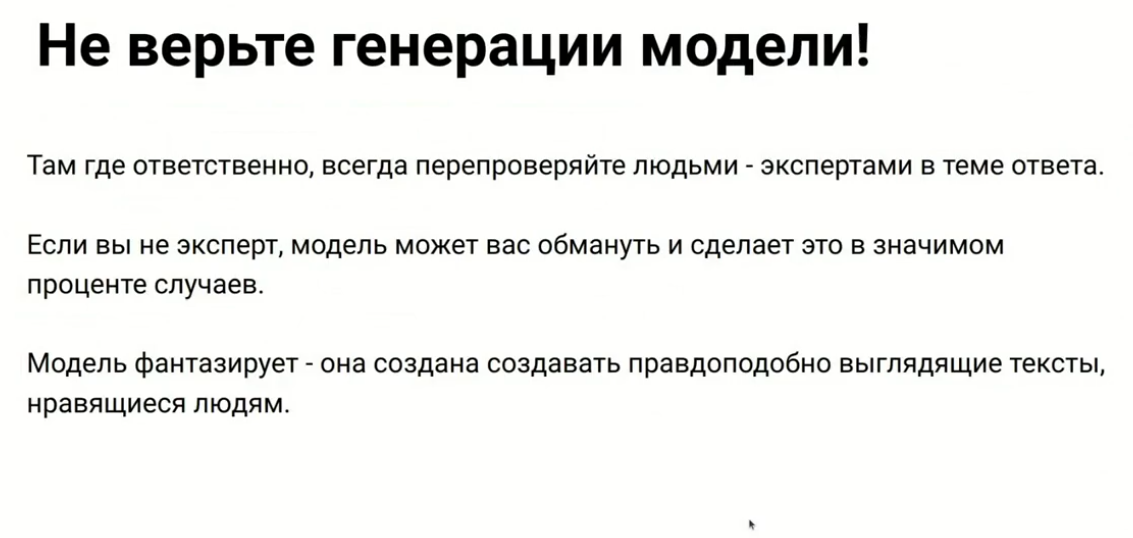 Не верьте генерации модели!
Там где ответственно, всегда перепроверяйте людьми - экспертами в теме ответа.
Если вы не эксперт, модель может вас обмануть и сделает это в значимом
проценте случаев.
Модель фантазирует - она создана создавать правдоподобно выглядящие тексты,
нравящиеся людям.